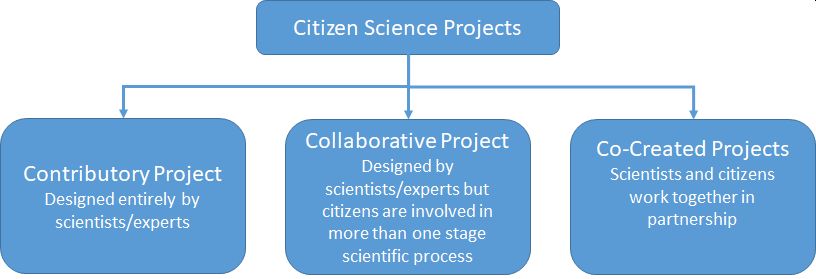 Citizen Science Projects
Contributory Project
Designed entirely by
scientists/experts
Collaborative Project
Designed by
scientists/experts but
citizens are involved in
more than one stage
scientific process
Co-Created Projects
Scientists and citizens
work together in
partnership